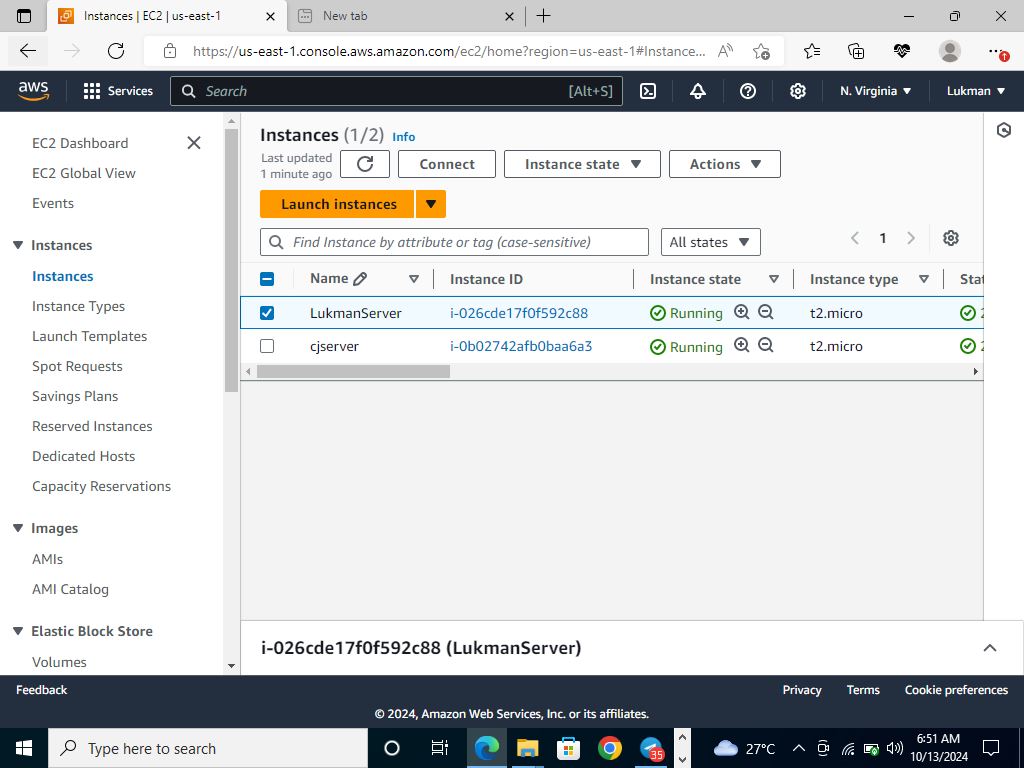 Instances | EC2 | us-east-1
New tab
https://us-east-1.console.aws.amazon.com/ec2/home?region=us-east-1#Instance...
aws
Services
Search
[Alt+S]
N. Virginia
Lukman
EC2 Dashboard
EC2 Global View
Events
Instances
Instances
Instance Types
Launch Templates
Spot Requests
Savings Plans
Reserved Instances
Dedicated Hosts
Capacity Reservations
Images
AMIs
AMI Catalog
Elastic Block Store
Volumes
Instances (1/2) Info
Last updated
1 minute ago
Connect
Instance state
Actions
Launch instances
Find Instance by attribute or tag (case-sensitive)
All states
1
Name
Instance ID
Instance state
Instance type
Stat
LukmanServer
i-026cde17f0f592c88
Running
t2.micro
2
cjserver
i-0b02742afb0baa6a3
Running
t2.micro
2
i-026cde17f0f592c88 (LukmanServer)
Feedback
Privacy
Terms
Cookie preferences
© 2024, Amazon Web Services, Inc. or its affiliates.
Type here to search
35
27°C
6:51 AM
10/13/2024